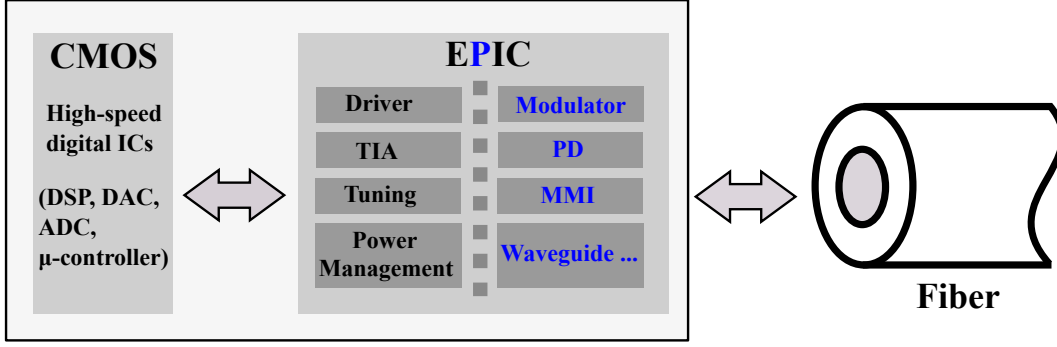 CMOS
High-speed
digital ICs
(DSP, DAC,
ADC,
μ-controller)
EPIC
Driver
Modulator
TIA
PD
Tuning
MMI
Power
Management
Waveguide ...
Fiber